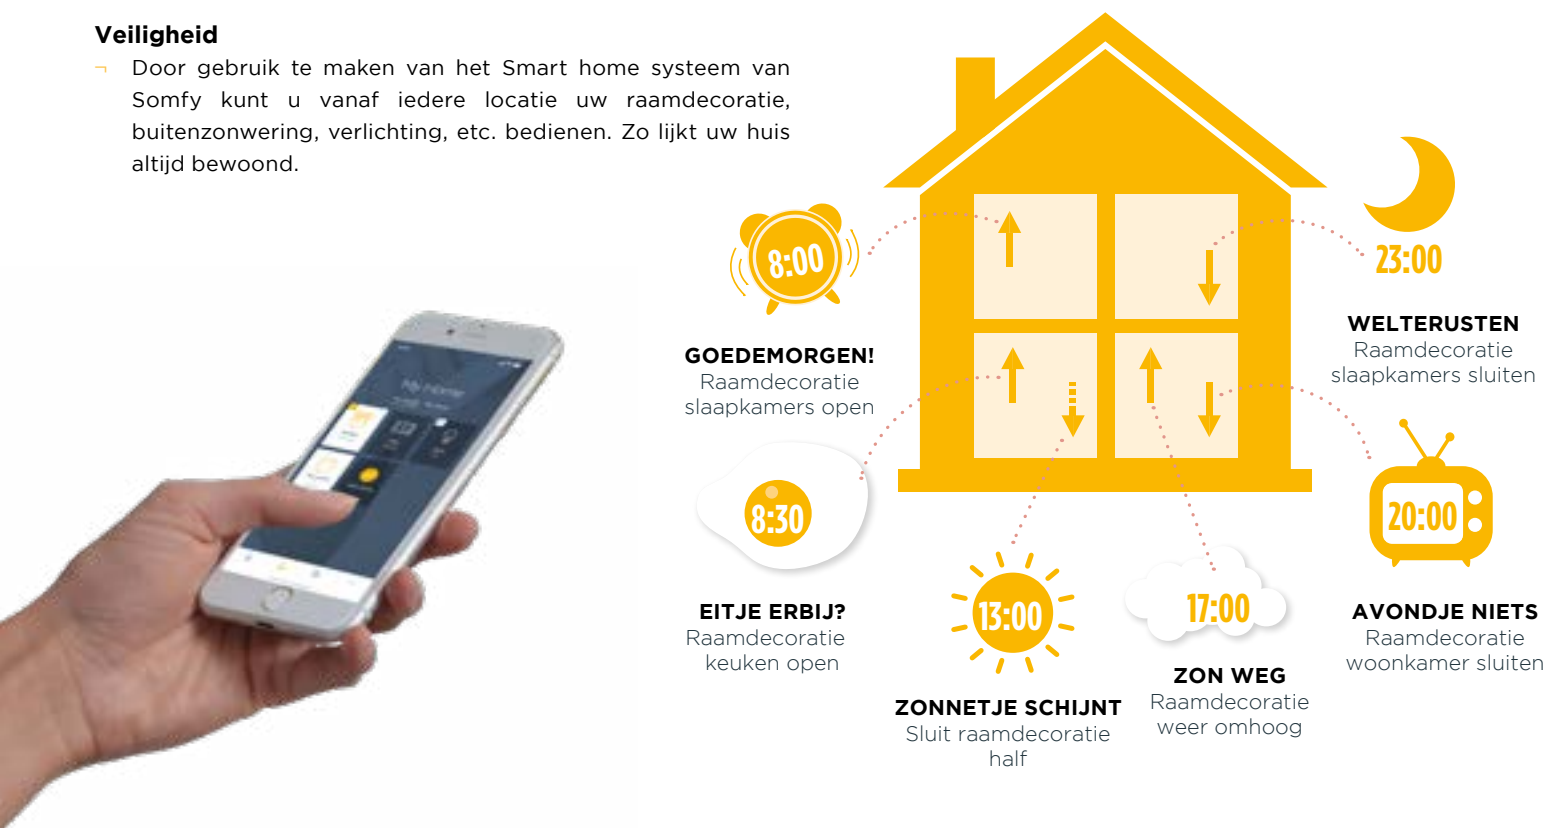 Veiligheid
¬ Door gebruik te maken van het Smart home systeem van
Somfy kunt u vanaf iedere locatie uw raamdecoratie,
buitenzonwering, verlichting, etc. bedienen. Zo lijkt uw huis
altijd bewoond.
My Home
8:00
GOEDEMORGEN!
Raamdecoratie
slaapkamers open
23:00
WELTERUSTEN
Raamdecoratie
slaapkamers sluiten
8:30
EITJE ERBIJ?
Raamdecoratie
keuken open
13:00
ZONNETJE SCHIJNT
Sluit raamdecoratie
half
17:00
ZON WEG
Raamdecoratie
weer omhoog
20:00
AVONDJE NIETS
Raamdecoratie
woonkamer sluiten